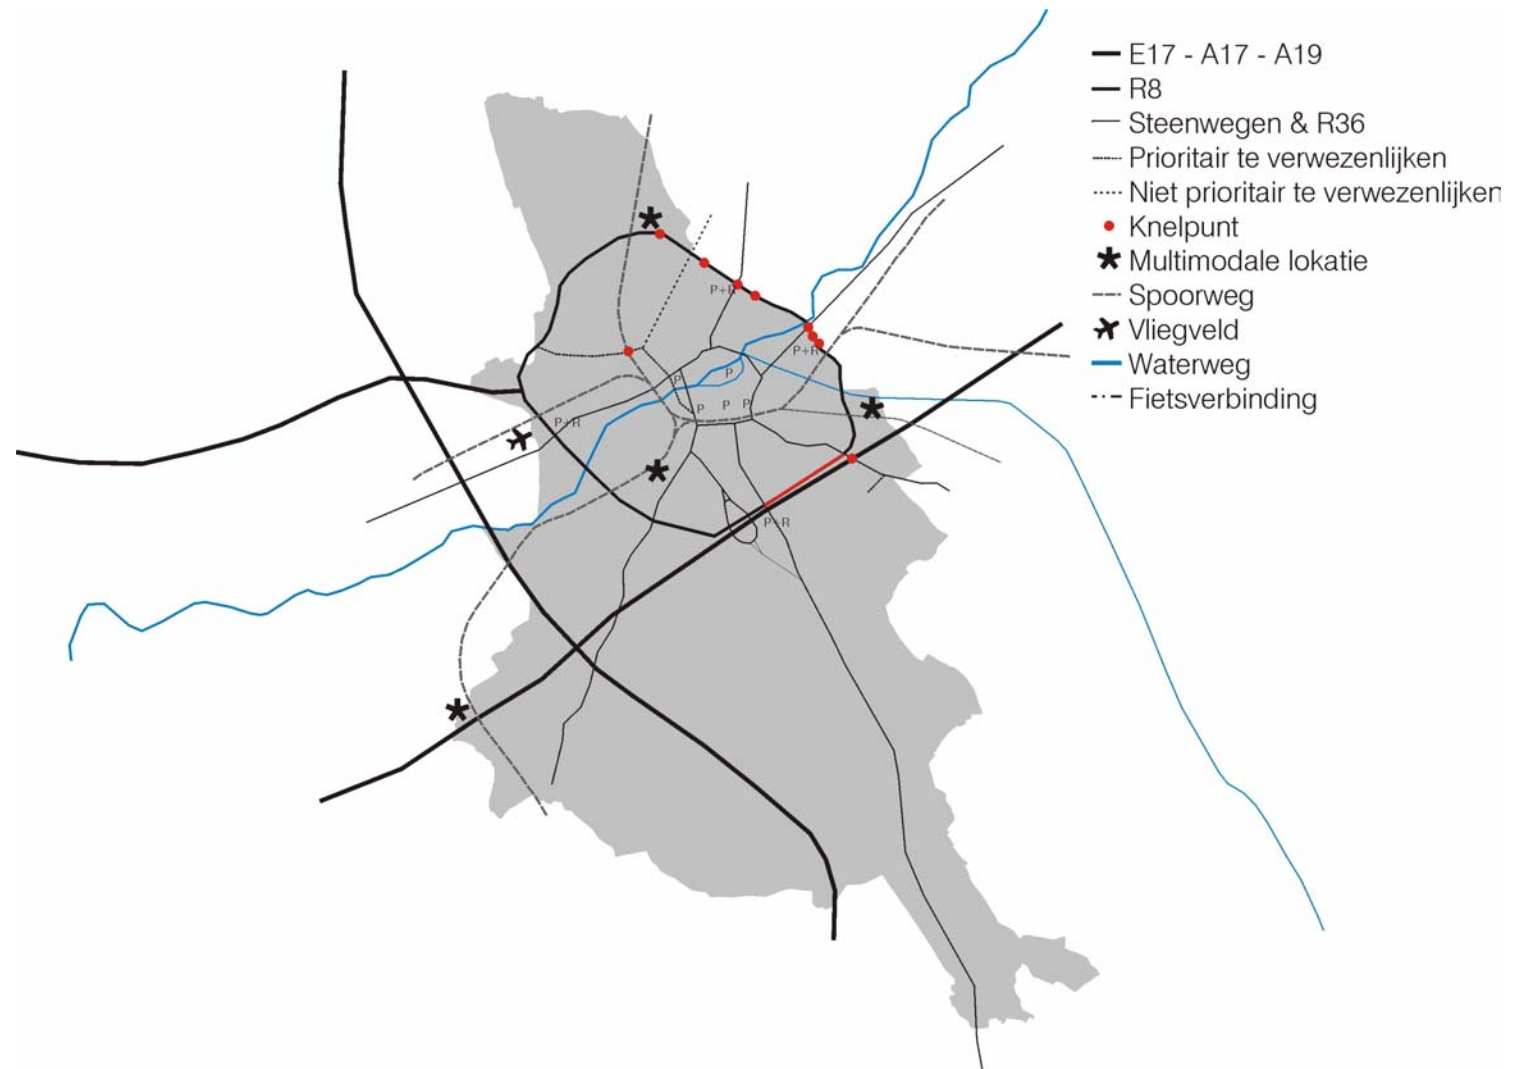 E17 - A17 - A19
R8
Steenwegen & R36
Prioritair te verwezenlijken
Niet prioritair te verwezenlijken
Knelpunt
Multimodale lokatie
Spoorweg
Vliegveld
Waterweg
Fietsverbinding
P+R
P+R
P
P
P
P
P
P+R
P+R